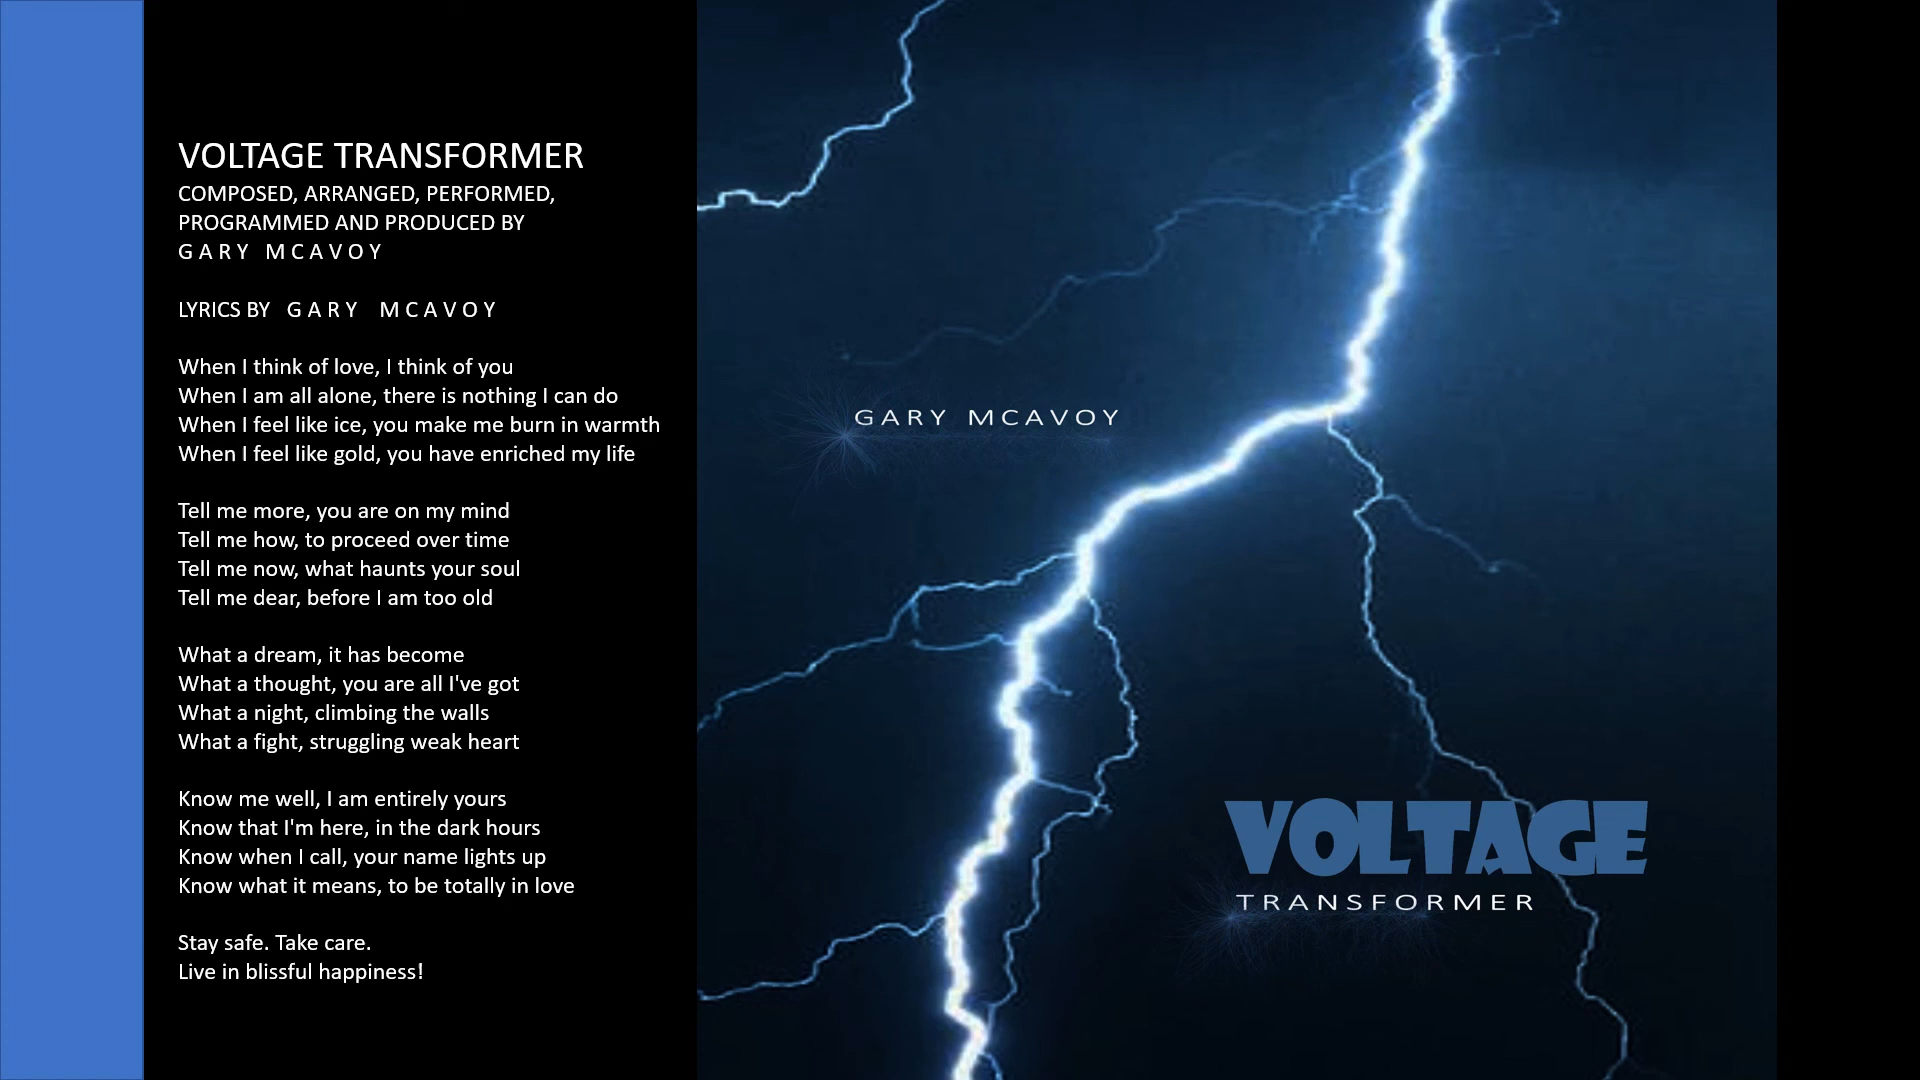 VOLTAGE TRANSFORMER
COMPOSED, ARRANGED, PERFORMED,
PROGRAMMED AND PRODUCED BY
G A R Y   M C A V O Y
LYRICS BY   G A R Y    M C A V O Y
When I think of love, I think of you
When I am all alone, there is nothing I can do
When I feel like ice, you make me burn in warmth
When I feel like gold, you have enriched my life
Tell me more, you are on my mind
Tell me how, to proceed over time
Tell me now, what haunts your soul
Tell me dear, before I am too old
What a dream, it has become
What a thought, you are all I've got
What a night, climbing the walls
What a fight, struggling weak heart
Know me well, I am entirely yours
Know that I'm here, in the dark hours
Know when I call, your name lights up
Know what it means, to be totally in love
Stay safe. Take care.
Live in blissful happiness!
GARY MCAVOY
VOLTAGE
TRANSFORMER